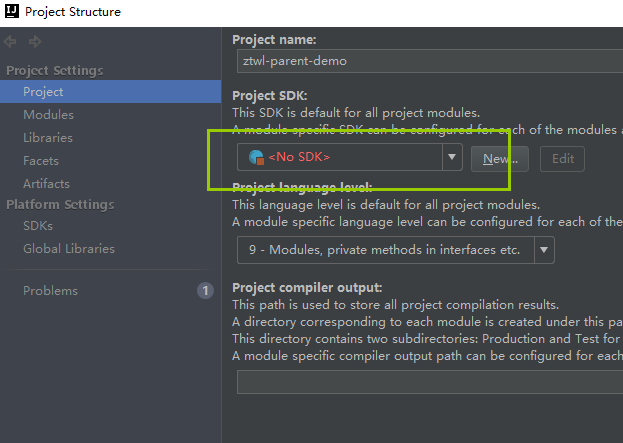 Project Structure
Project Settings
Project
Modules
Libraries
Facets
Artifacts
Platform Settings
SDKs
Global Libraries
Problems
1
Project name:
ztwl-parent-demo
Project SDK:
This SDK is default for all project modules.
A module specific SDK can be configured for each of the modules a
<No SDK>
New...
Edit
Project language level:
This language level is default for all project modules.
A module specific language level can be configured for each of the
9 - Modules, private methods in interfaces etc.
Project compiler output:
This path is used to store all project compilation results.
A directory corresponding to each module is created under this pa
This directory contains two subdirectories: Production and Test for
A module specific compiler output path can be configured for each